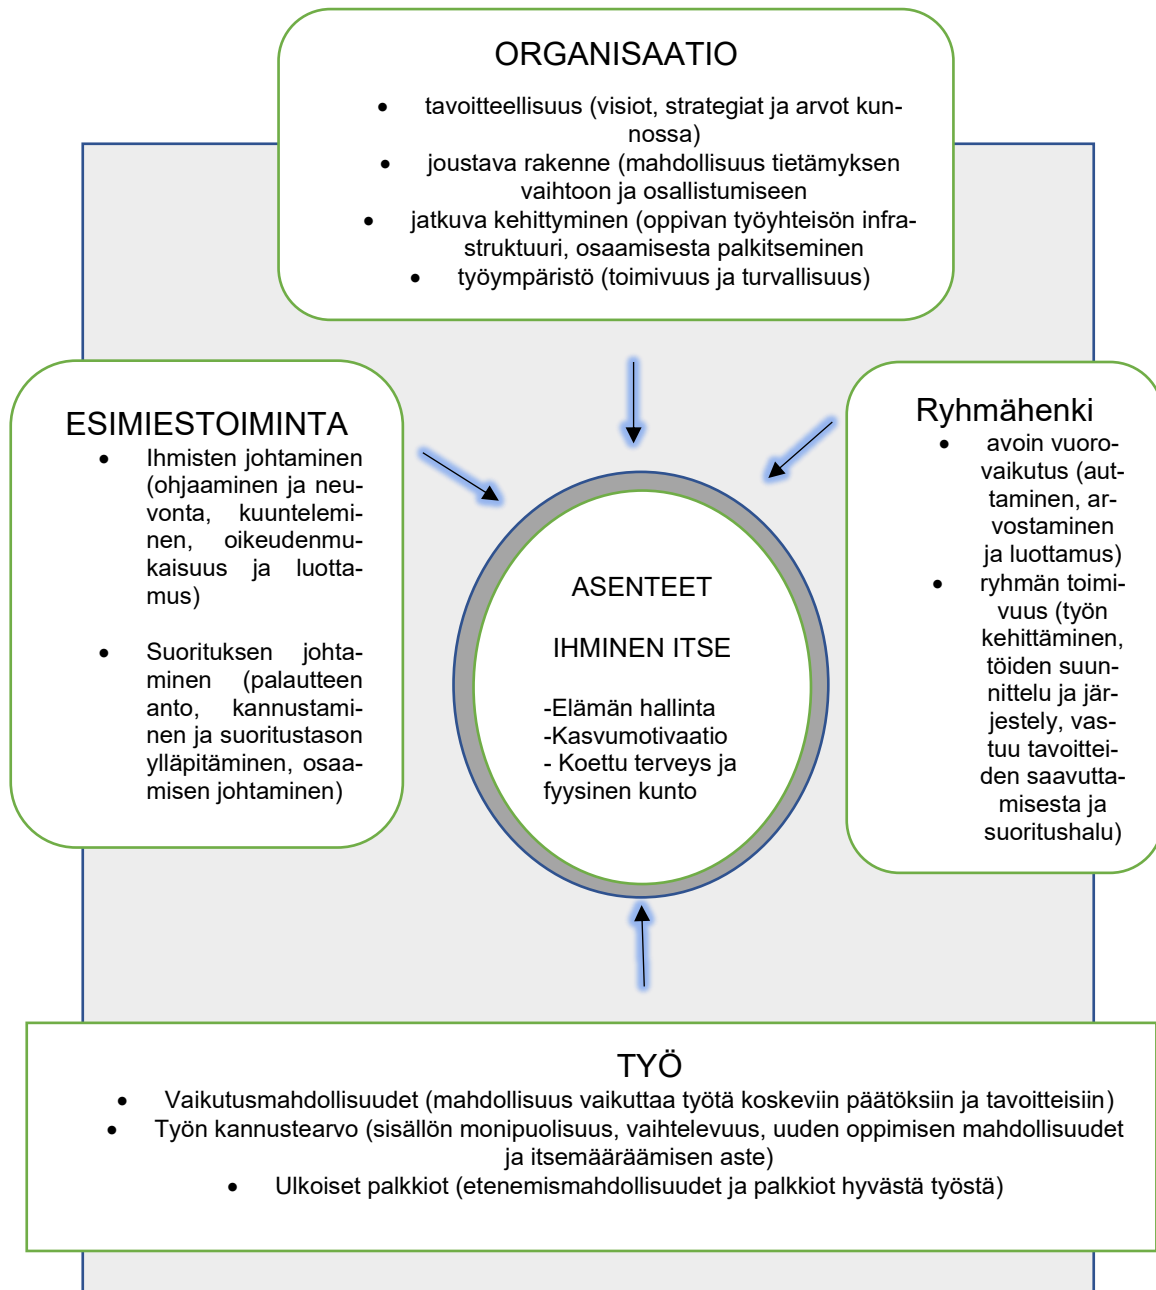 ORGANISAATIO
• tavoitteellisuus (visiot, strategiat ja arvot kun-
nossa)
• joustava rakenne (mahdollisuus tietämyksen
vaihtoon ja osallistumiseen
• jatkuva kehittyminen (oppivan työyhteisön infra-
struktuuri, osaamisesta palkitseminen
• työympäristö (toimivuus ja turvallisuus)
ESIMIESTOIMINTA
• Ihmisten johtaminen
(ohjaaminen ja neu-
vonta, kuuntelemi-
nen, oikeudenmu-
kaisuus ja luotta-
mus)
• Suorituksen johta-
minen (palautteen
anto, kannustami-
nen ja suoritustason
ylläpitäminen, osaa-
misen johtaminen)
ASENTEET
IHMINEN ITSE
-Elämän hallinta
-Kasvumotivaatio
- Koettu terveys ja
fyysinen kunto
Ryhmähenki
• avoin vuoro-
vaikutus (aut-
taminen, ar-
vostaminen
ja luottamus)
• ryhmän toimi-
vuus (työn
kehittäminen,
töiden suun-
nittelu ja jär-
jestely, vas-
tuu tavoittei-
den saavutta-
misesta ja
suoritushalu)
TYÖ
• Vaikutusmahdollisuudet (mahdollisuus vaikuttaa työtä koskeviin päätöksiin ja tavoitteisiin)
• Työn kannustearvo (sisällön monipuolisuus, vaihtelevuus, uuden oppimisen mahdollisuudet
ja itsemääräämisen aste)
• Ulkoiset palkkiot (etenemismahdollisuudet ja palkkiot hyvästä työstä)